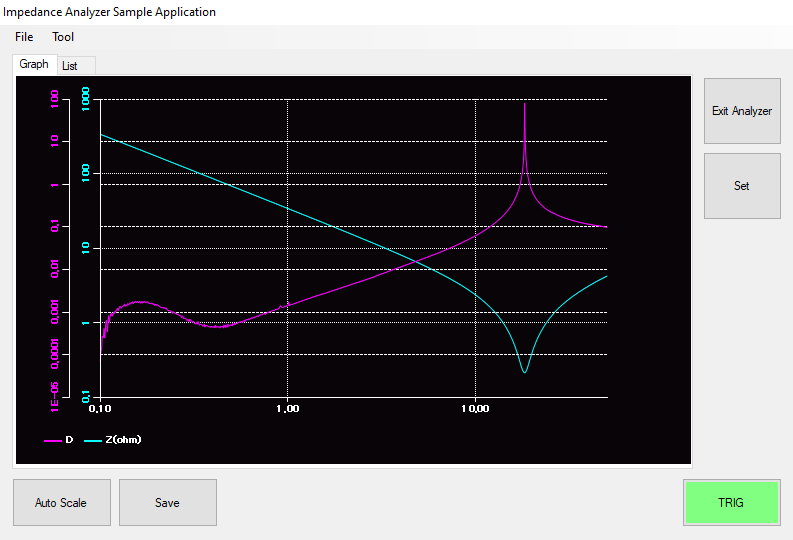 Impedance Analyzer Sample Application
File Tool
Graph List
100 1000
10
1 100
0.1
0.01 10
0.001 1
0.0001
1E-05 0.1
0.10 1.00 10.00
D Z(ohm)
Exit Analyzer
Set
Auto Scale Save TRIG